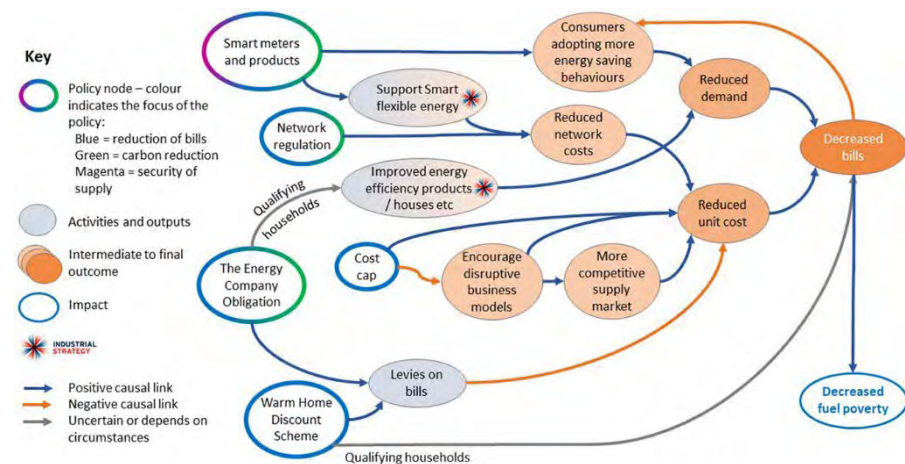 Key
Policy node – colour
indicates the focus of the
policy:
Blue = reduction of bills
Green = carbon reduction
Magenta = security of
supply
Activities and outputs
Intermediate to final
outcome
Impact
INDUSTRIAL
STRATEGY
Positive causal link
Negative causal link
Uncertain or depends on
circumstances
Smart meters
and products
Support Smart
flexible energy
Network
regulation
Qualifying
households
Improved energy
efficiency products
/ houses etc
The Energy
Company
Obligation
Cost
cap
Encourage
disruptive
business
models
More
competitive
supply
market
Levies on
bills
Warm Home
Discount
Scheme
Qualifying households
Consumers
adopting more
energy saving
behaviours
Reduced
network
costs
Reduced
demand
Reduced
unit cost
Decreased
bills
Decreased
fuel poverty